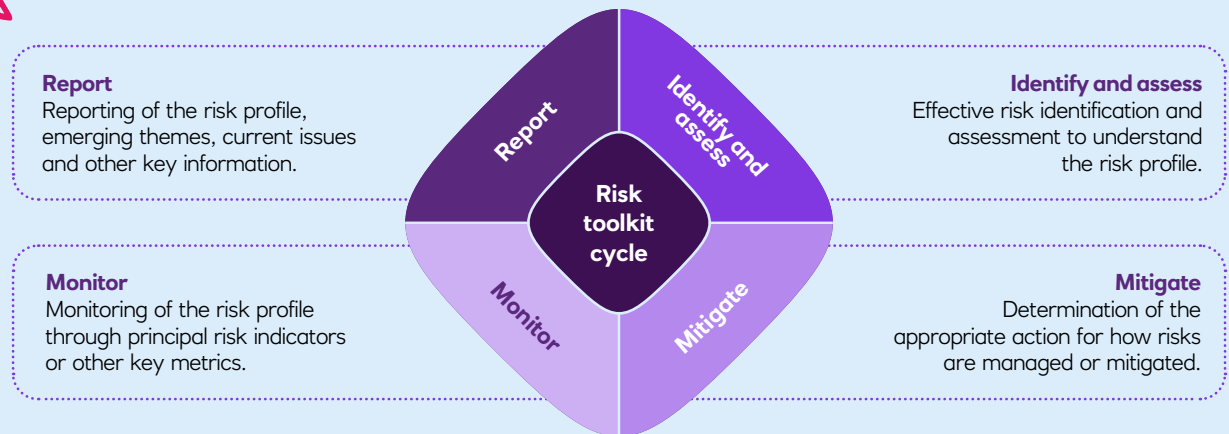 Report
Reporting of the risk profile,
emerging themes, current issues
and other key information.
Identify and assess
Effective risk identification and
assessment to understand
the risk profile.
Report
Identify and
assess
Risk
toolkit
cycle
Monitor
Mitigate
Monitor
Monitoring of the risk profile
through principal risk indicators
or other key metrics.
Mitigate
Determination of the
appropriate action for how risks
are managed or mitigated.